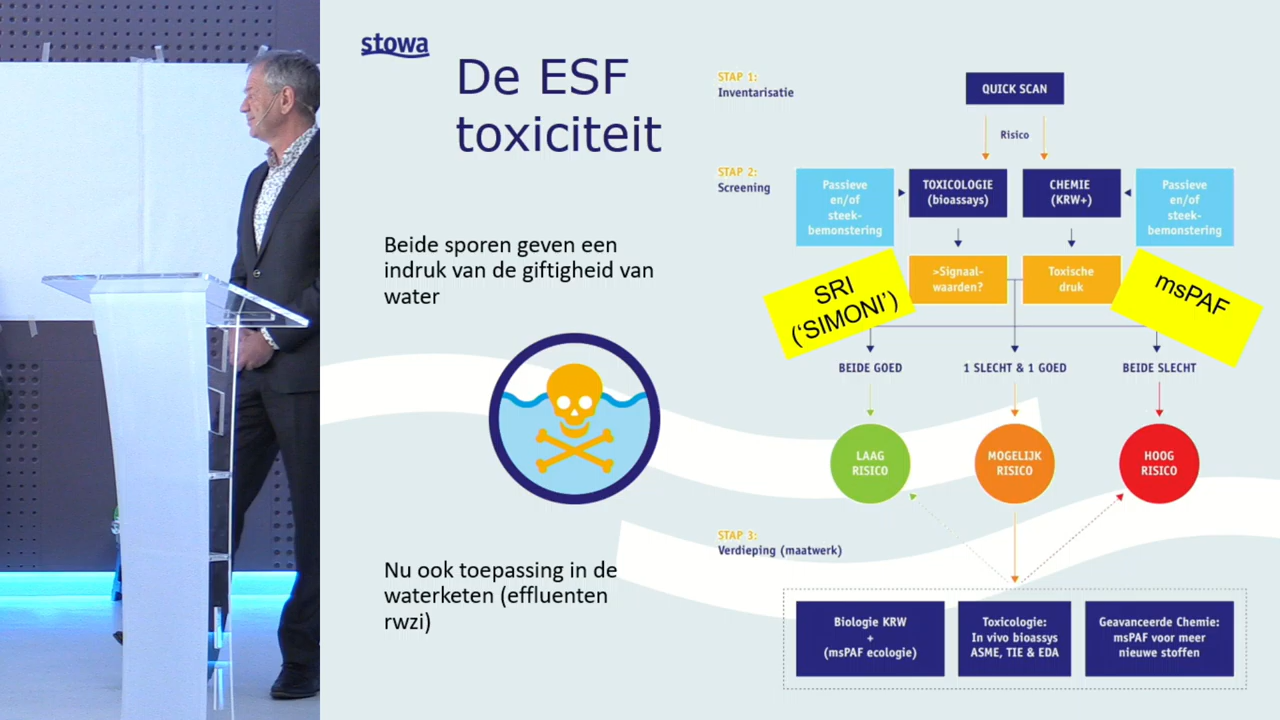 stowa
De ESF
toxiciteit
Beide sporen geven een
indruk van de giftigheid van
water
Nu ook toepassing in de
waterketen (effluenten
rwzi)
STAP 1:
Inventarisatie
QUICK SCAN
Risico
STAP 2:
Screening
Passieve
en/of
steek-
bemonstering
TOXICOLOGIE
(bioassays)
CHEMIE
(KRW+)
Passieve
en/of
steek-
bemonstering
SRI
('SIMONI')
>Signaal-
waarden?
Toxische
druk
msPAF
BEIDE GOED
1 SLECHT & 1 GOED
BEIDE SLECHT
LAAG
RISICO
MOGELIJK
RISICO
HOOG
RISICO
STAP 3:
Verdieping (maatwerk)
Biologie KRW
+
(msPAF ecologie)
Toxicologie:
In vivo bioassys
ASME, TIE & EDA
Geavanceerde Chemie:
msPAF voor meer
nieuwe stoffen